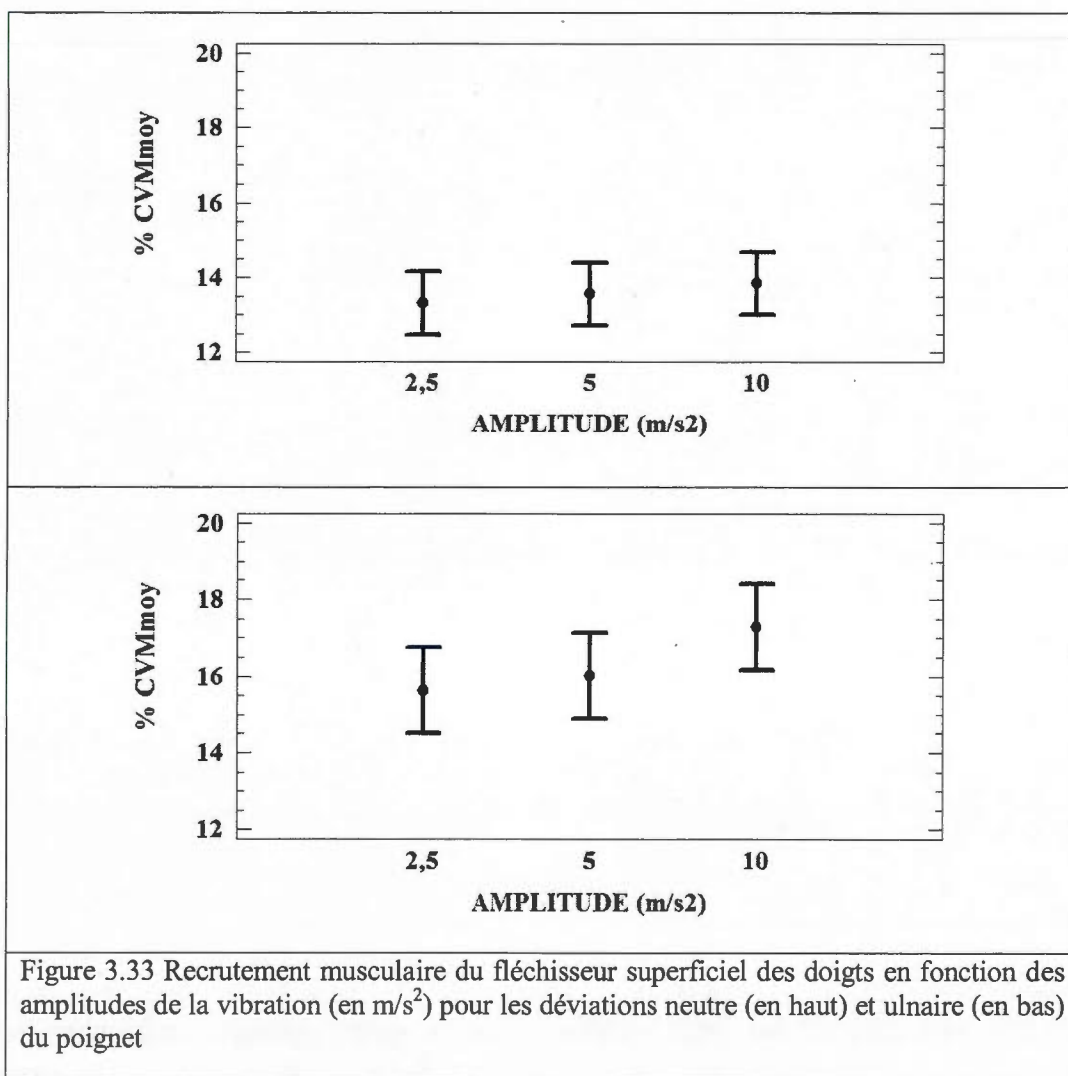 20
18
16
14
12
% CVMmoy
2,5 5 10
AMPLITUDE (m/s2)
20
18
16
14
12
% CVMmoy
2,5 5 10
AMPLITUDE (m/s2)
Figure 3.33 Recrutement musculaire du fléchisseur superficiel des doigts en fonction des
amplitudes de la vibration (en m/s²) pour les déviations neutre (en haut) et ulnaire (en bas)
du poignet